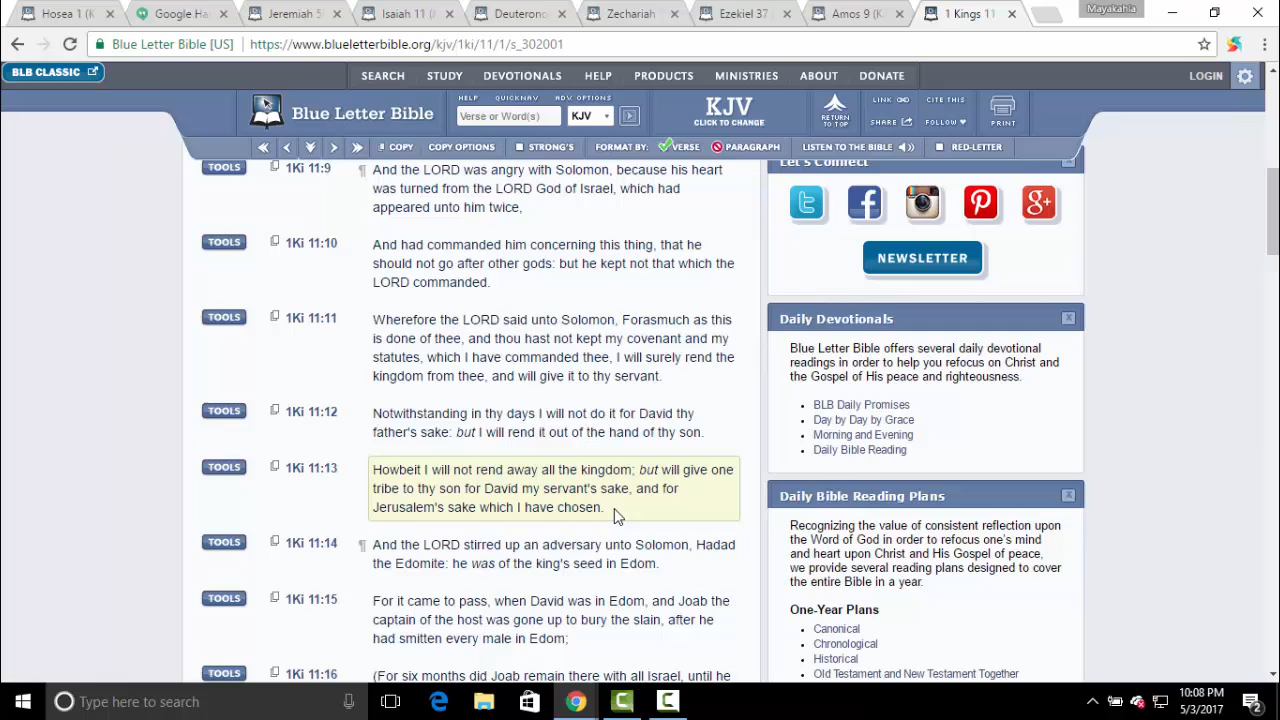 Hosea 11 (K
Google Ha
Jeremiah 5
Isaiah 11 (K
Deuterono
Zechariah
Ezekiel 37
Amos 9 (K
1 Kings 11
Mayakahla
Blue Letter Bible [US]
https://www.blueletterbible.org/kjv/1ki/11/1/s_302001
BLB CLASSIC
SEARCH STUDY DEVOTIONALS HELP PRODUCTS MINISTRIES ABOUT DONATE
LOGIN
Blue Letter Bible
HELP QUICKNAV ADV. OPTIONS
Verse or Word(s)
KJV
KJV
CLICK TO CHANGE
RETURN
TO TOP
LINK
CITE THIS
SHARE
FOLLOW
PRINT
COPY COPY OPTIONS STRONG'S FORMAT BY: VERSE PARAGRAPH LISTEN TO THE BIBLE RED-LETTER
TOOLS 1Ki 11:9 ¶ And the LORD was angry with Solomon, because his heart
was turned from the LORD God of Israel, which had
appeared unto him twice,
TOOLS 1Ki 11:10 And had commanded him concerning this thing, that he
should not go after other gods: but he kept not that which the
LORD commanded.
TOOLS 1Ki 11:11 Wherefore the LORD said unto Solomon, Forasmuch as this
is done of thee, and thou hast not kept my covenant and my
statutes, which I have commanded thee, I will surely rend the
kingdom from thee, and will give it to thy servant.
TOOLS 1Ki 11:12 Notwithstanding in thy days I will not do it for David thy
father's sake: but I will rend it out of the hand of thy son.
TOOLS 1Ki 11:13 Howbeit I will not rend away all the kingdom; but will give one
tribe to thy son for David my servant's sake, and for
Jerusalem's sake which I have chosen.
TOOLS 1Ki 11:14 ¶ And the LORD stirred up an adversary unto Solomon, Hadad
the Edomite: he was of the king's seed in Edom.
TOOLS 1Ki 11:15 For it came to pass, when David was in Edom, and Joab the
captain of the host was gone up to bury the slain, after he
had smitten every male in Edom;
TOOLS 1Ki 11:16 (For six months did Joab remain there with all Israel, until he
Let's Connect
NEWSLETTER
Daily Devotionals
Blue Letter Bible offers several daily devotional
readings in order to help you refocus on Christ and
the Gospel of His peace and righteousness.
BLB Daily Promises
Day by Day by Grace
Morning and Evening
Daily Bible Reading
Daily Bible Reading Plans
Recognizing the value of consistent reflection upon
the Word of God in order to refocus one's mind
and heart upon Christ and His Gospel of peace,
we provide several reading plans designed to cover
the entire Bible in a year.
One-Year Plans
Canonical
Chronological
Historical
Old Testament and New Testament Together
Type here to search
10:08 PM
5/3/2017
2